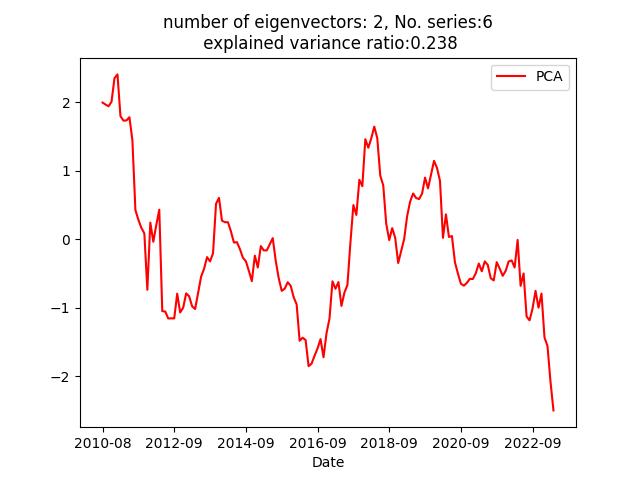 number of eigenvectors: 2, No. series:6
explained variance ratio:0.238
PCA
2
1
0
−1
−2
2010-08 2012-09 2014-09 2016-09 2018-09 2020-09 2022-09
Date